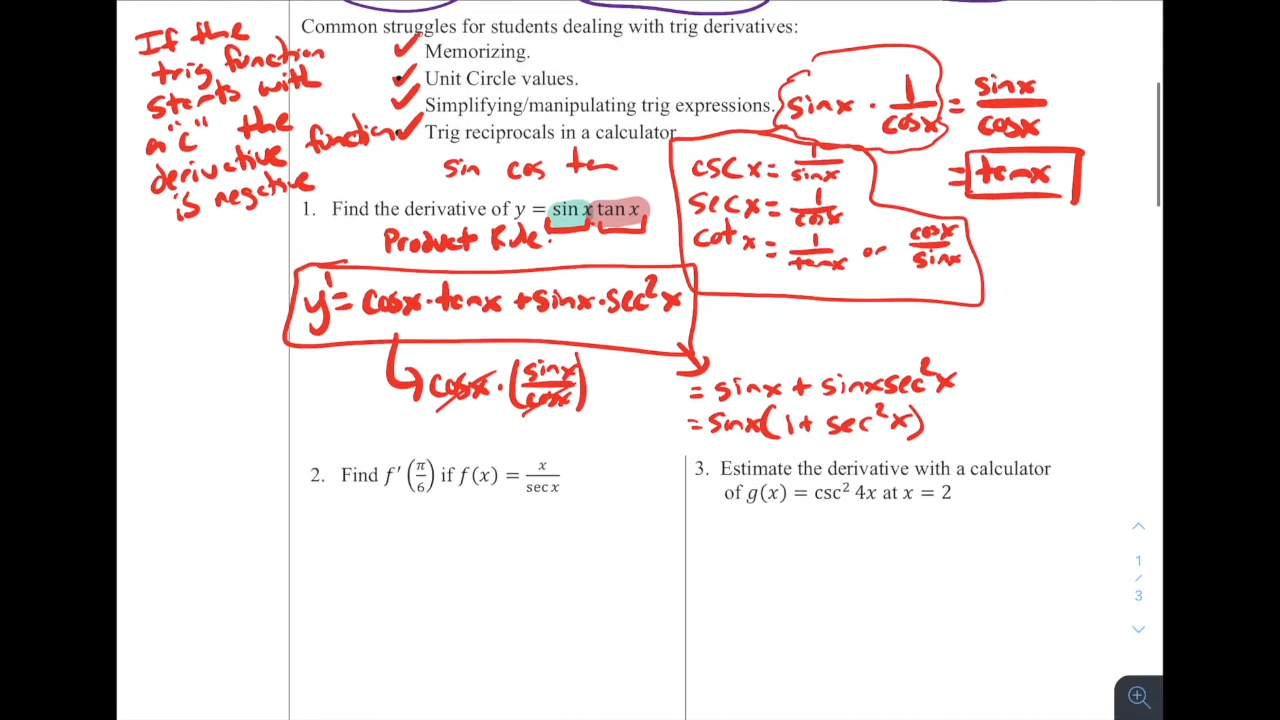 Common struggles for students dealing with trig derivatives:
If the
trig function
starts with
a "c" the
derivative function
is negative
✓ Memorizing.
✓ Unit Circle values.
✓ Simplifying/manipulating trig expressions.
✓ Trig reciprocals in a calculator
sin cos tan
sinx · 1/cosx = sinx/cosx
= tanx
csc x = 1/sinx
sec x = 1/cosx
cot x = 1/tanx or cosx/sinx
1. Find the derivative of y = sin x tan x
Product Rule!
y' = cosx·tanx + sinx·sec²x
cosx · (sinx/cosx)
= sinx + sinxsec²x
= sinx(1 + sec²x)
2. Find f′(π/6) if f(x) = x/sec x
3. Estimate the derivative with a calculator
of g(x) = csc² 4x at x = 2
1
/
3